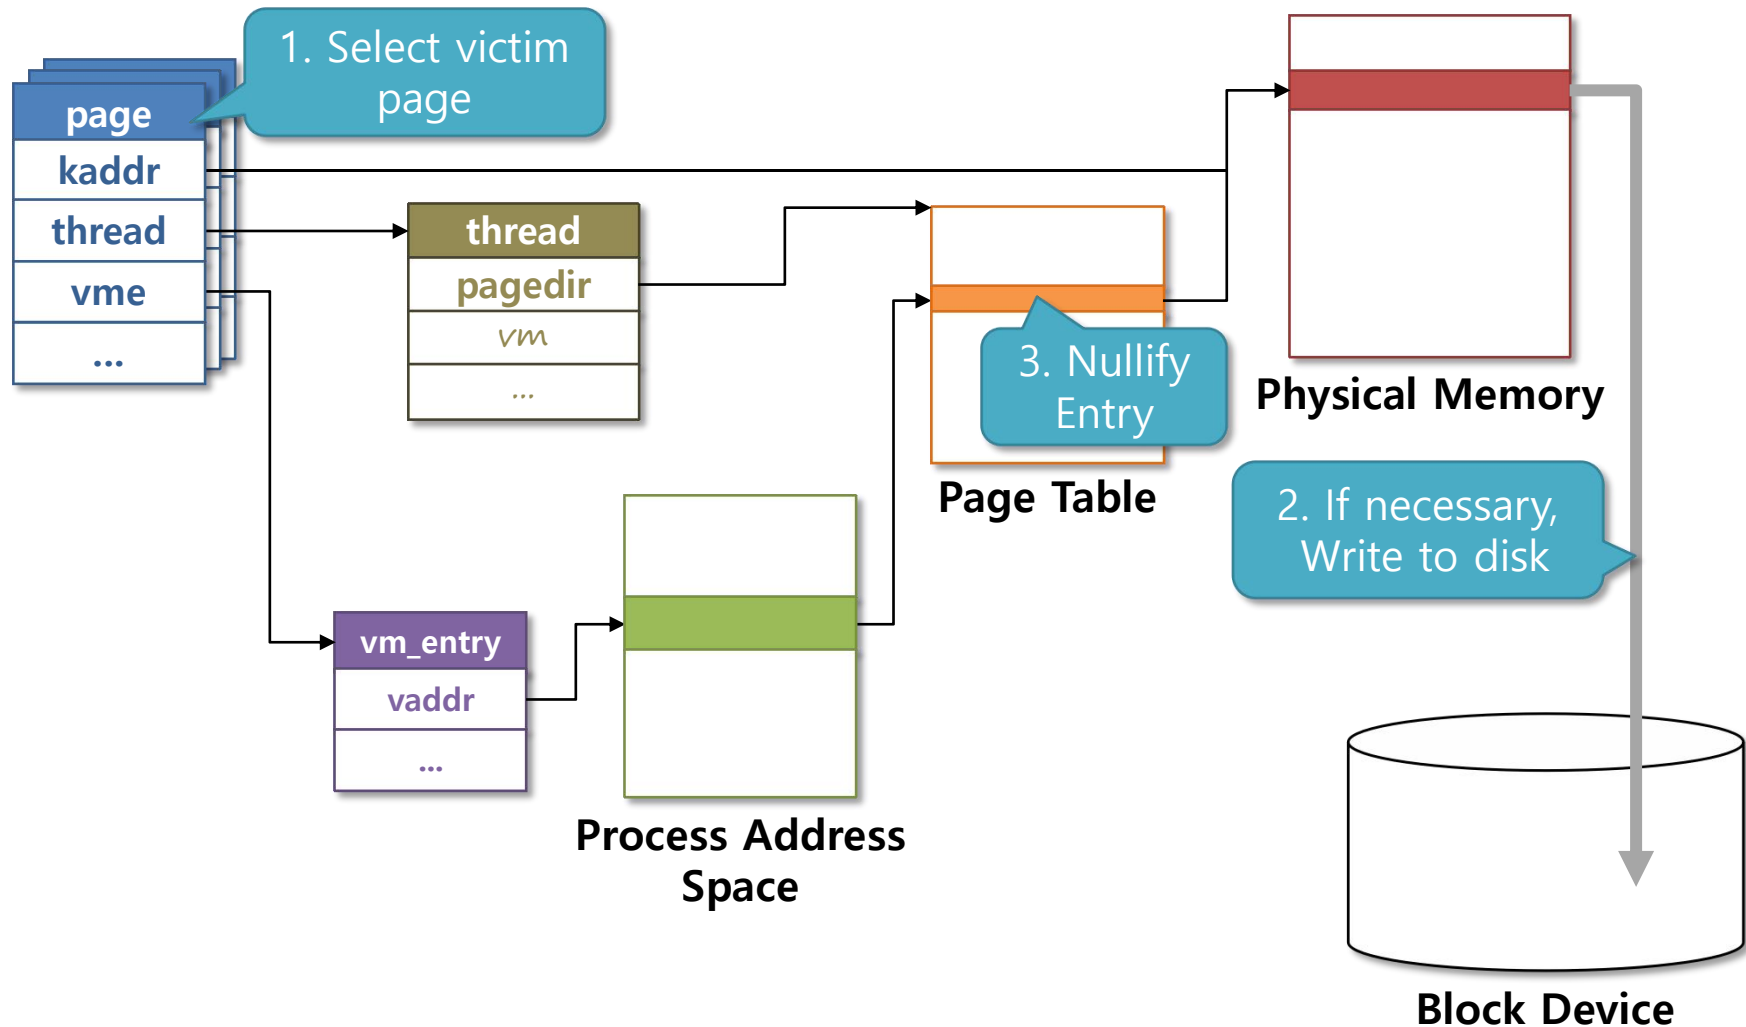 1. Select victim
page
page
kaddr
thread
vme
...
thread
pagedir
vm
...
3. Nullify
Entry
Page Table
Physical Memory
2. If necessary,
Write to disk
vm_entry
vaddr
...
Process Address
Space
Block Device